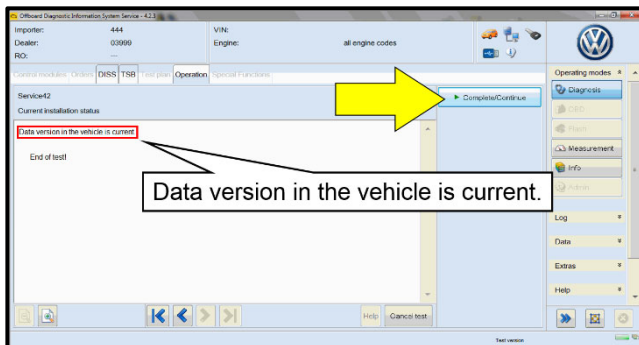 Offboard Diagnostic Information System Service - 4.2.3
Importer: 444 VIN:
Dealer: 03999 Engine: all engine codes
RO: ---
Control modules Orders DISS TSB Test plan Operation Special Functions
Operating modes
Service42
Complete/Continue
Diagnosis
Current installation status
OBD
Data version in the vehicle is current.
Flash
End of test!
Measurement
Info
Data version in the vehicle is current.
Admin
Log
Data
Extras
Help
Help Cancel test
Test version